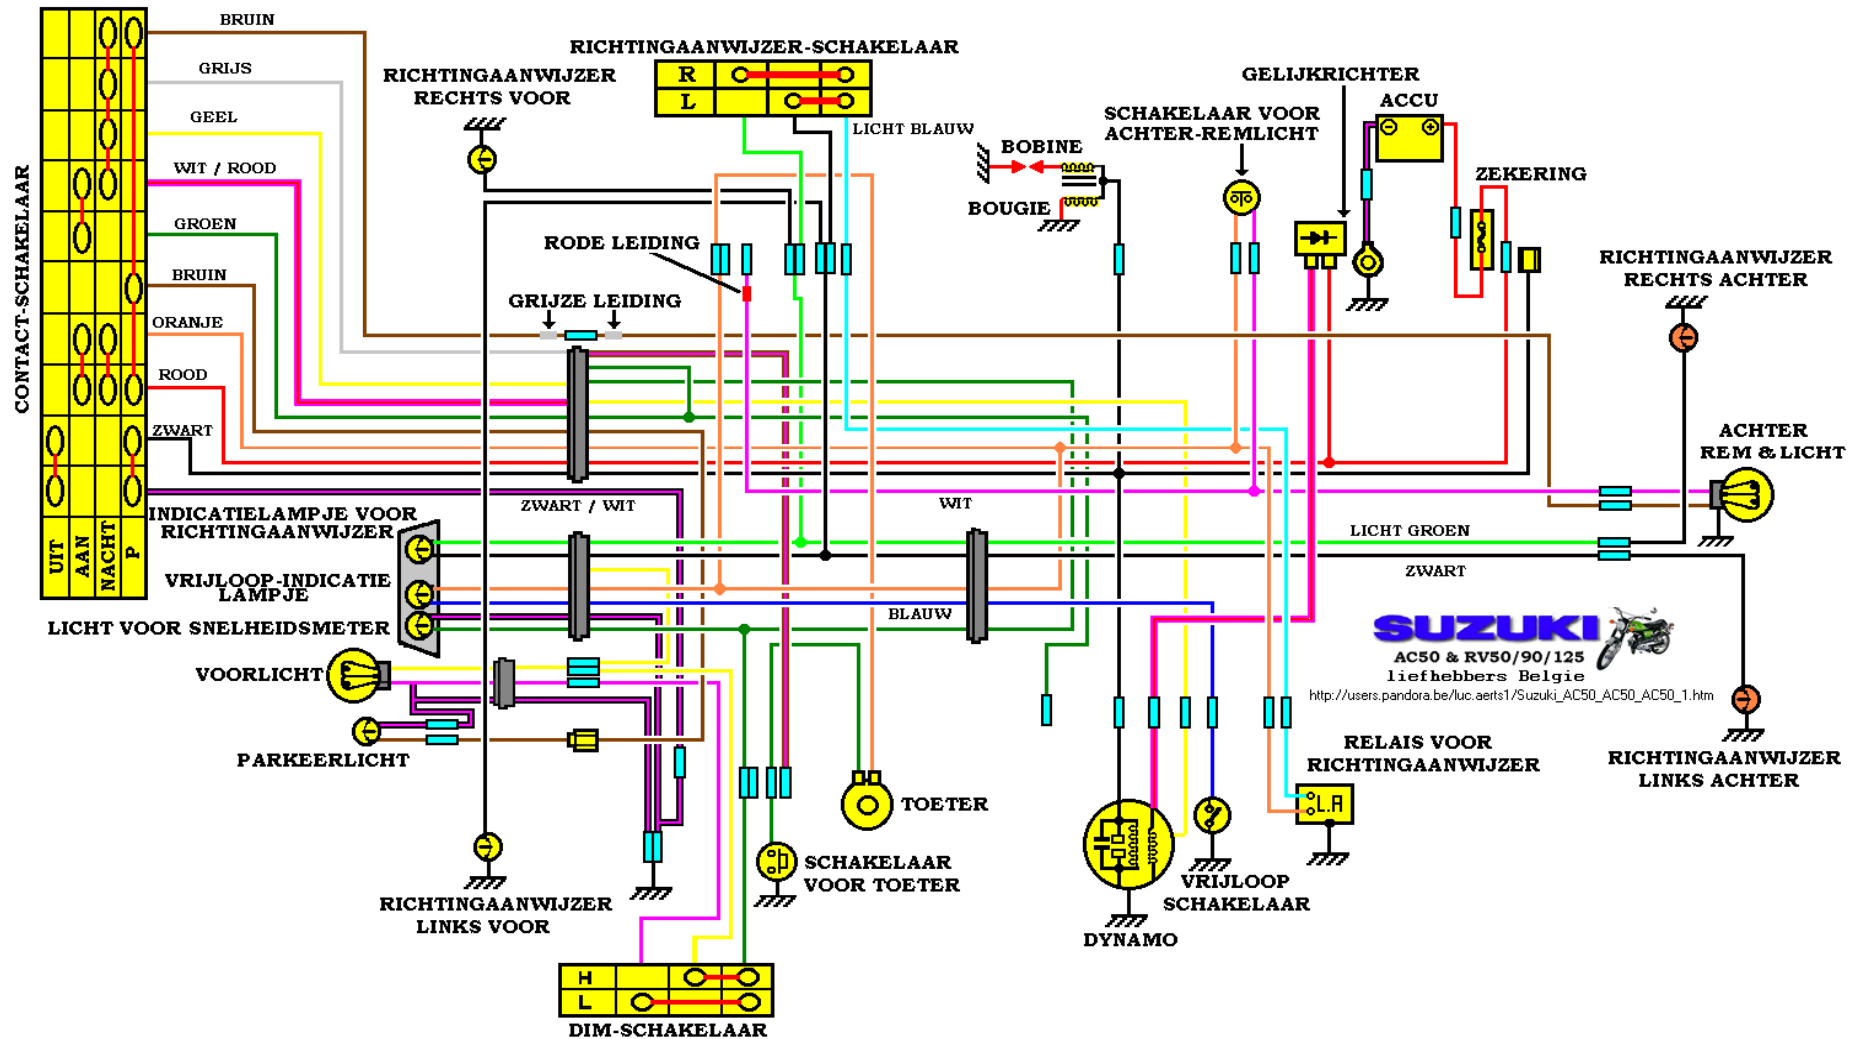 CONTACT-SCHAKELAAR
BRUIN
GRIJS
GEEL
WIT / ROOD
GROEN
BRUIN
ORANJE
ROOD
ZWART
UIT
AAN
NACHT
P
ZWART / WIT
RICHTINGAANWIJZER
RECHTS VOOR
RICHTINGAANWIJZER-SCHAKELAAR
R
L
LICHT BLAUW
RODE LEIDING
GRIJZE LEIDING
BOBINE
BOUGIE
SCHAKELAAR VOOR
ACHTER-REMLICHT
GELIJKRICHTER
ACCU
ZEKERING
RICHTINGAANWIJZER
RECHTS ACHTER
ACHTER
REM & LICHT
WIT
LICHT GROEN
ZWART
BLAUW
INDICATIELAMPJE VOOR
RICHTINGAANWIJZER
VRIJLOOP-INDICATIE
LAMPJE
LICHT VOOR SNELHEIDSMETER
VOORLICHT
PARKEERLICHT
SUZUKI
AC50 & RV50/90/125
liefhebbers Belgie
http://users.pandora.be/luc.aerts1/Suzuki_AC50_AC50_AC50_1.htm
RICHTINGAANWIJZER
LINKS ACHTER
RELAIS VOOR
RICHTINGAANWIJZER
L.A
TOETER
SCHAKELAAR
VOOR TOETER
VRIJLOOP
SCHAKELAAR
DYNAMO
RICHTINGAANWIJZER
LINKS VOOR
H
L
DIM-SCHAKELAAR